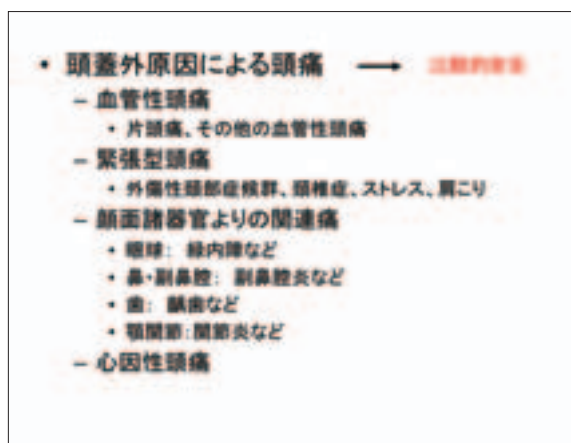 • 頭蓋外原因による頭痛 →
– 血管性頭痛
• 片頭痛、その他の血管性頭痛
– 緊張型頭痛
• 外傷性頭部症候群、頸椎症、ストレス、肩こり
– 顔面諸器官よりの関連痛
• 眼球： 緑内障など
• 鼻・副鼻腔： 副鼻腔炎など
• 歯： 齲歯など
• 顎関節：関節炎など
– 心因性頭痛